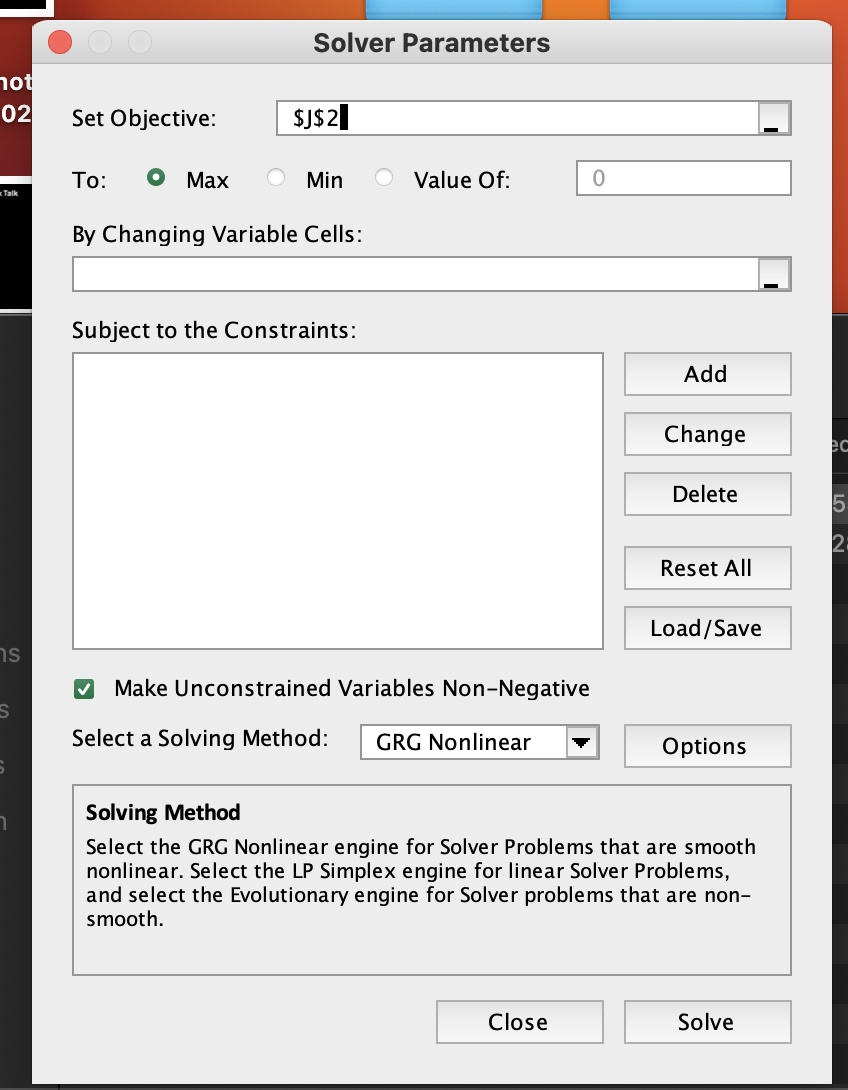 Solver Parameters
02
Talk
Set Objective: $J$2
To: Max Min Value Of: 0
By Changing Variable Cells:
Subject to the Constraints:
Add
Change
Delete
Reset All
Load/Save
Make Unconstrained Variables Non-Negative
Select a Solving Method: GRG Nonlinear Options
Solving Method
Select the GRG Nonlinear engine for Solver Problems that are smooth
nonlinear. Select the LP Simplex engine for linear Solver Problems,
and select the Evolutionary engine for Solver problems that are non-
smooth.
Close Solve